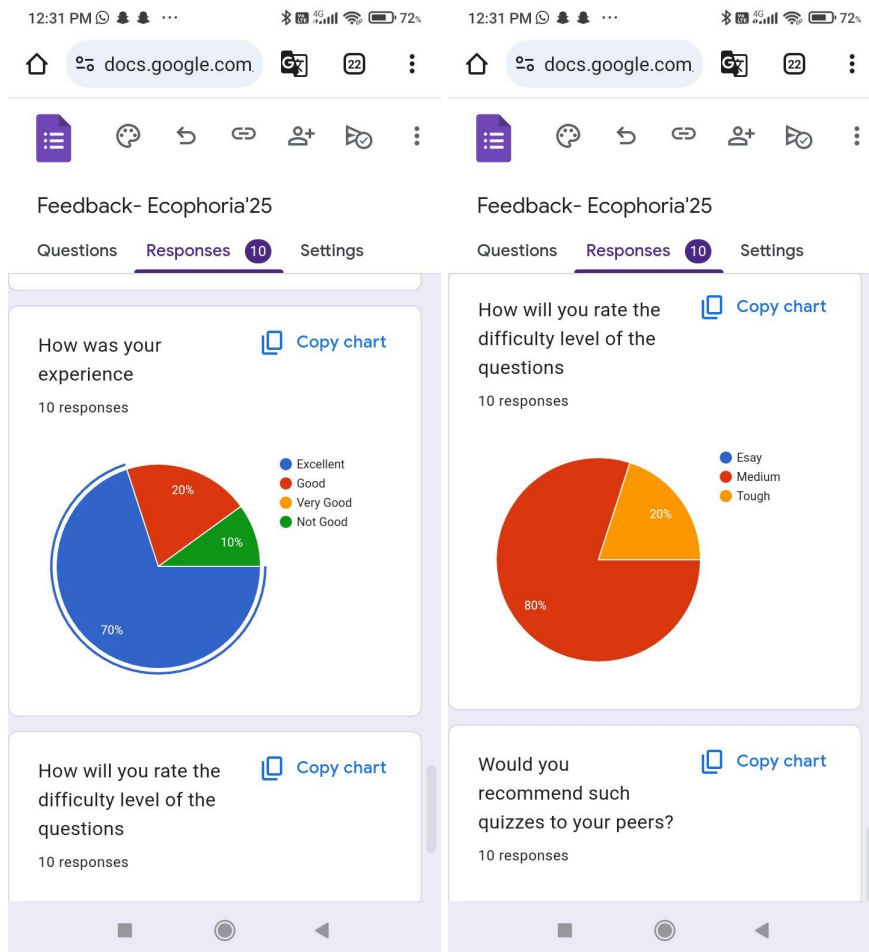 12:31 PM ··· 4G 72%
docs.google.com 22
Feedback- Ecophoria'25
Questions Responses 10 Settings
How was your
experience
Copy chart
10 responses
Excellent
Good
Very Good
Not Good
20%
10%
70%
How will you rate the
difficulty level of the
questions
Copy chart
10 responses
12:31 PM ··· 4G 72%
docs.google.com 22
Feedback- Ecophoria'25
Questions Responses 10 Settings
How will you rate the
difficulty level of the
questions
Copy chart
10 responses
Esay
Medium
Tough
20%
80%
Would you
recommend such
quizzes to your peers?
Copy chart
10 responses